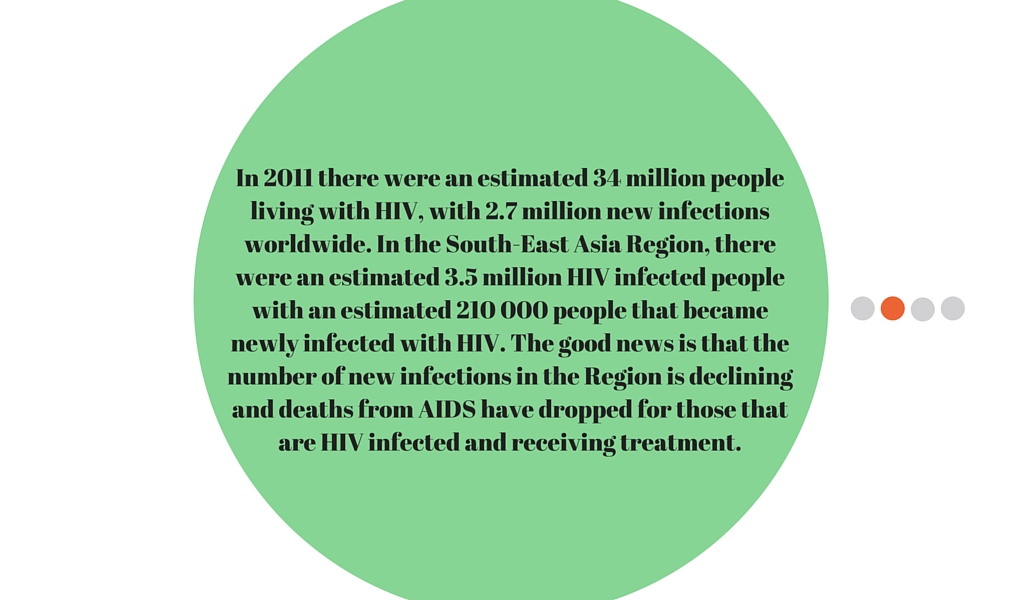 In 2011 there were an estimated 34 million people
living with HIV, with 2.7 million new infections
worldwide. In the South-East Asia Region, there
were an estimated 3.5 million HIV infected people
with an estimated 210 000 people that became
newly infected with HIV. The good news is that the
number of new infections in the Region is declining
and deaths from AIDS have dropped for those that
are HIV infected and receiving treatment.